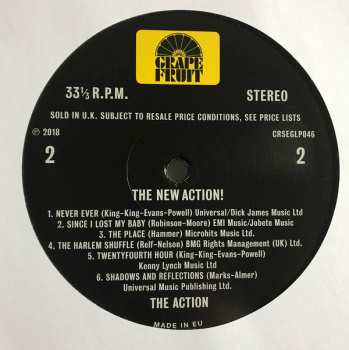 GRAPE
FRUIT
33⅓ R.P.M.
STEREO
SOLD IN U.K. SUBJECT TO RESALE PRICE CONDITIONS, SEE PRICE LISTS
℗ 2018
CRSEGLP046
2
2
THE NEW ACTION!
1. NEVER EVER (King-King-Evans-Powell) Universal/Dick James Music Ltd
2. SINCE I LOST MY BABY (Robinson-Moore) EMI Music/Jobete Music
3. THE PLACE (Hammer) Microhits Music Ltd.
4. THE HARLEM SHUFFLE (Relf-Nelson) BMG Rights Management (UK) Ltd.
5. TWENTYFOURTH HOUR (King-King-Evans-Powell)
Kenny Lynch Music Ltd
6. SHADOWS AND REFLECTIONS (Marks-Almer)
Universal Music Publishing Ltd.
THE ACTION
MADE IN EU